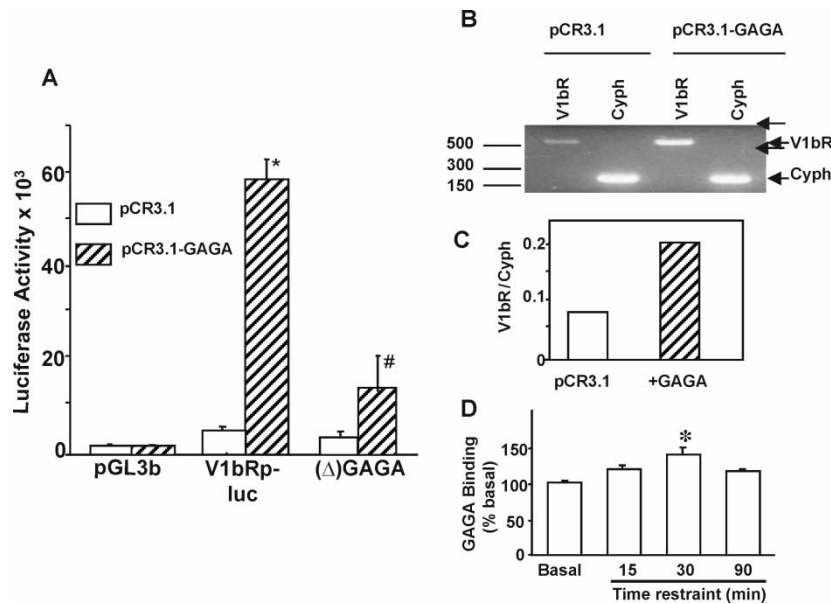 A
Luciferase Activity x 10³
60
40
20
0
pCR3.1
pCR3.1-GAGA
*
#
pGL3b
V1bRp-
luc
(Δ)GAGA
B
pCR3.1
pCR3.1-GAGA
V1bR
Cyph
V1bR
Cyph
500
300
150
V1bR
Cyph
C
V1bR/Cyph
0.2
0.1
0
pCR3.1
+GAGA
D
GAGA Binding
(% basal)
150
100
50
0
*
Basal
15
30
90
Time restraint (min)